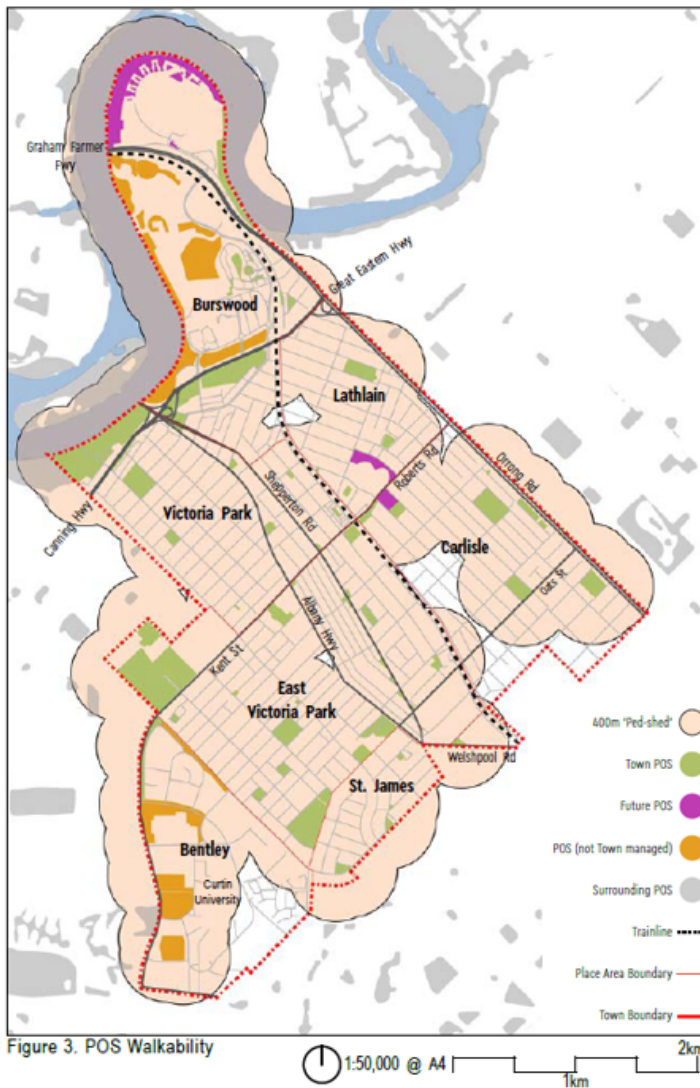 Graham Farmer
Fwy
Great Eastern Hwy
Burswood
Lathlain
Roberts Rd
Orrong Rd
Canning Hwy
Victoria Park
Shepperton Rd
Carlisle
Oats St
Albany Hwy
Kent St
East
Victoria Park
400m 'Ped-shed'
Town POS
Welshpool Rd
St. James
Future POS
Bentley
POS (not Town managed)
Curtin
University
Surrounding POS
Trainline
Place Area Boundary
Town Boundary
Figure 3. POS Walkability
1:50,000 @ A4
1km
2km